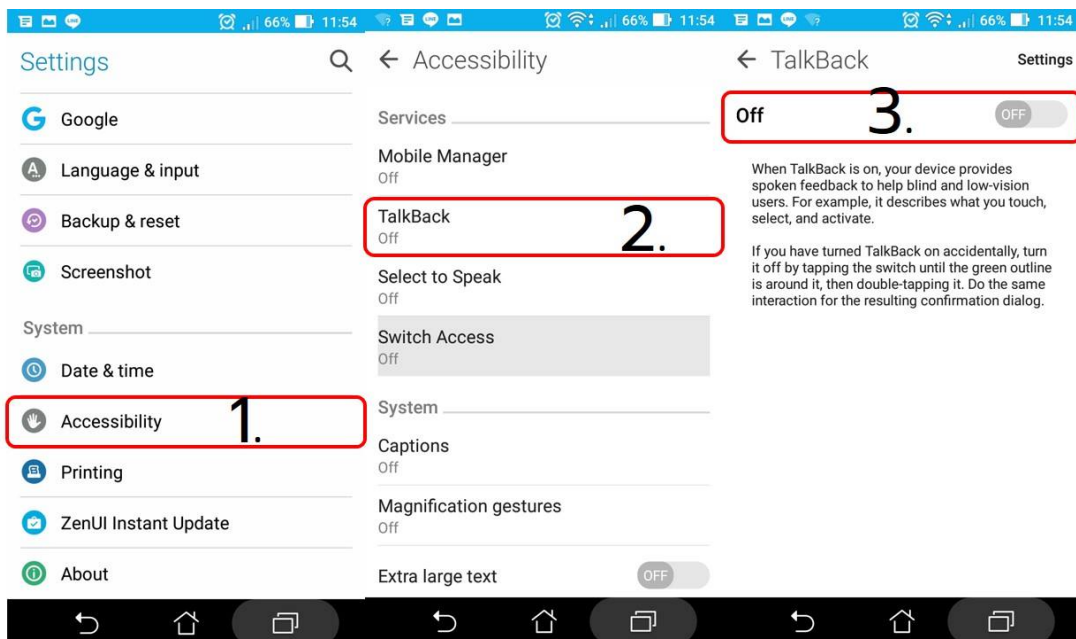 66% 11:54
Settings
Google
Language & input
Backup & reset
Screenshot
System
Date & time
Accessibility 1.
Printing
ZenUI Instant Update
About
66% 11:54
Accessibility
Services
Mobile Manager
Off
TalkBack
Off
2.
Select to Speak
Off
Switch Access
Off
System
Captions
Off
Magnification gestures
Off
Extra large text OFF
66% 11:54
TalkBack Settings
Off 3. OFF
When TalkBack is on, your device provides
spoken feedback to help blind and low-vision
users. For example, it describes what you touch,
select, and activate.
If you have turned TalkBack on accidentally, turn
it off by tapping the switch until the green outline
is around it, then double-tapping it. Do the same
interaction for the resulting confirmation dialog.